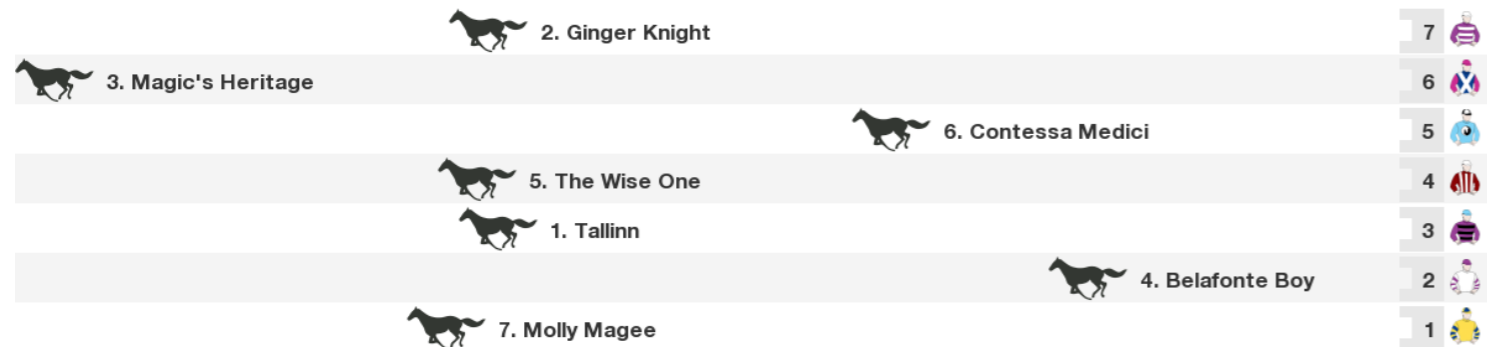 2. Ginger Knight 7
3. Magic's Heritage 6
6. Contessa Medici 5
5. The Wise One 4
1. Tallinn 3
4. Belafonte Boy 2
7. Molly Magee 1